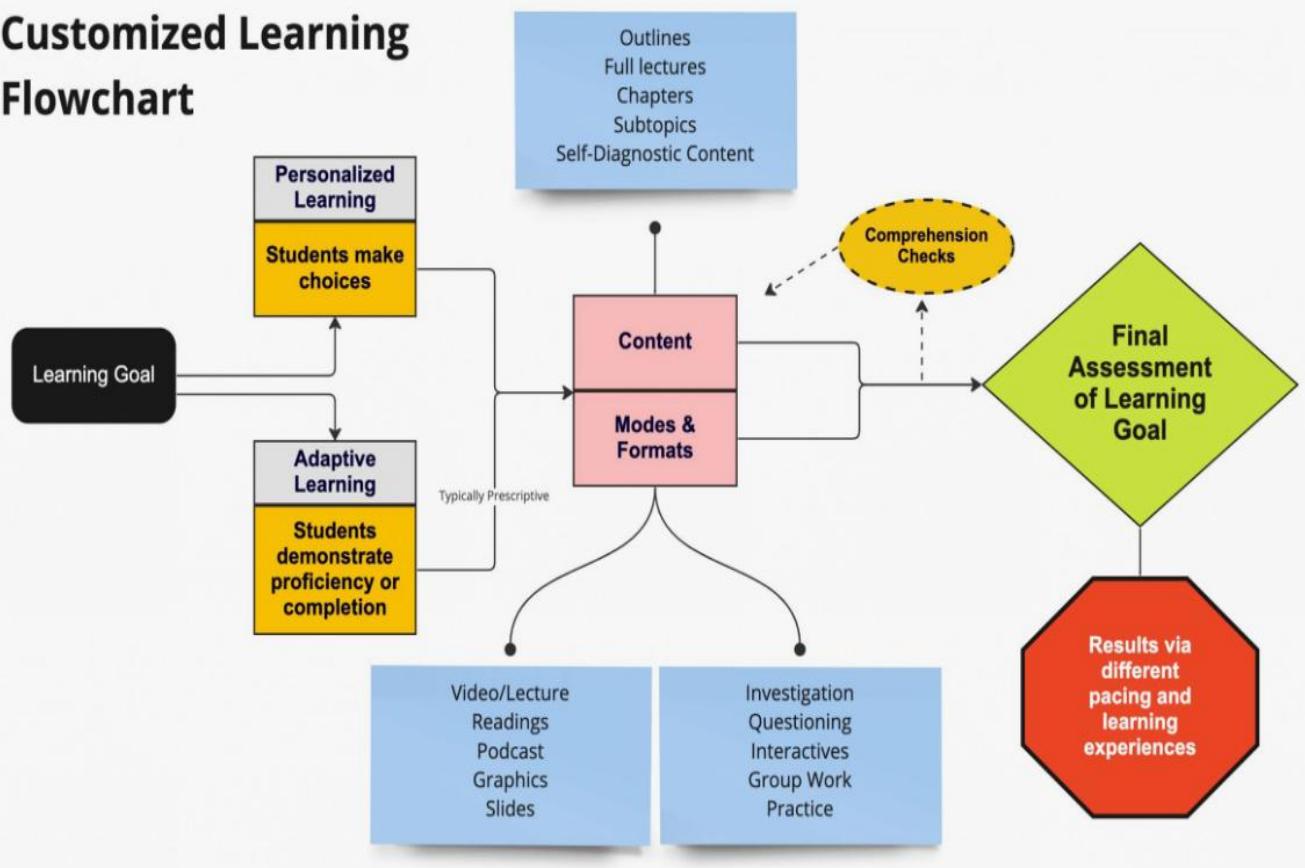 Customized Learning
Flowchart
Outlines
Full lectures
Chapters
Subtopics
Self-Diagnostic Content
Personalized
Learning
Students make
choices
Comprehension
Checks
Learning Goal
Content
Modes &
Formats
Final
Assessment
of Learning
Goal
Adaptive
Learning
Students
demonstrate
proficiency or
completion
Typically Prescriptive
Video/Lecture
Readings
Podcast
Graphics
Slides
Investigation
Questioning
Interactives
Group Work
Practice
Results via
different
pacing and
learning
experiences